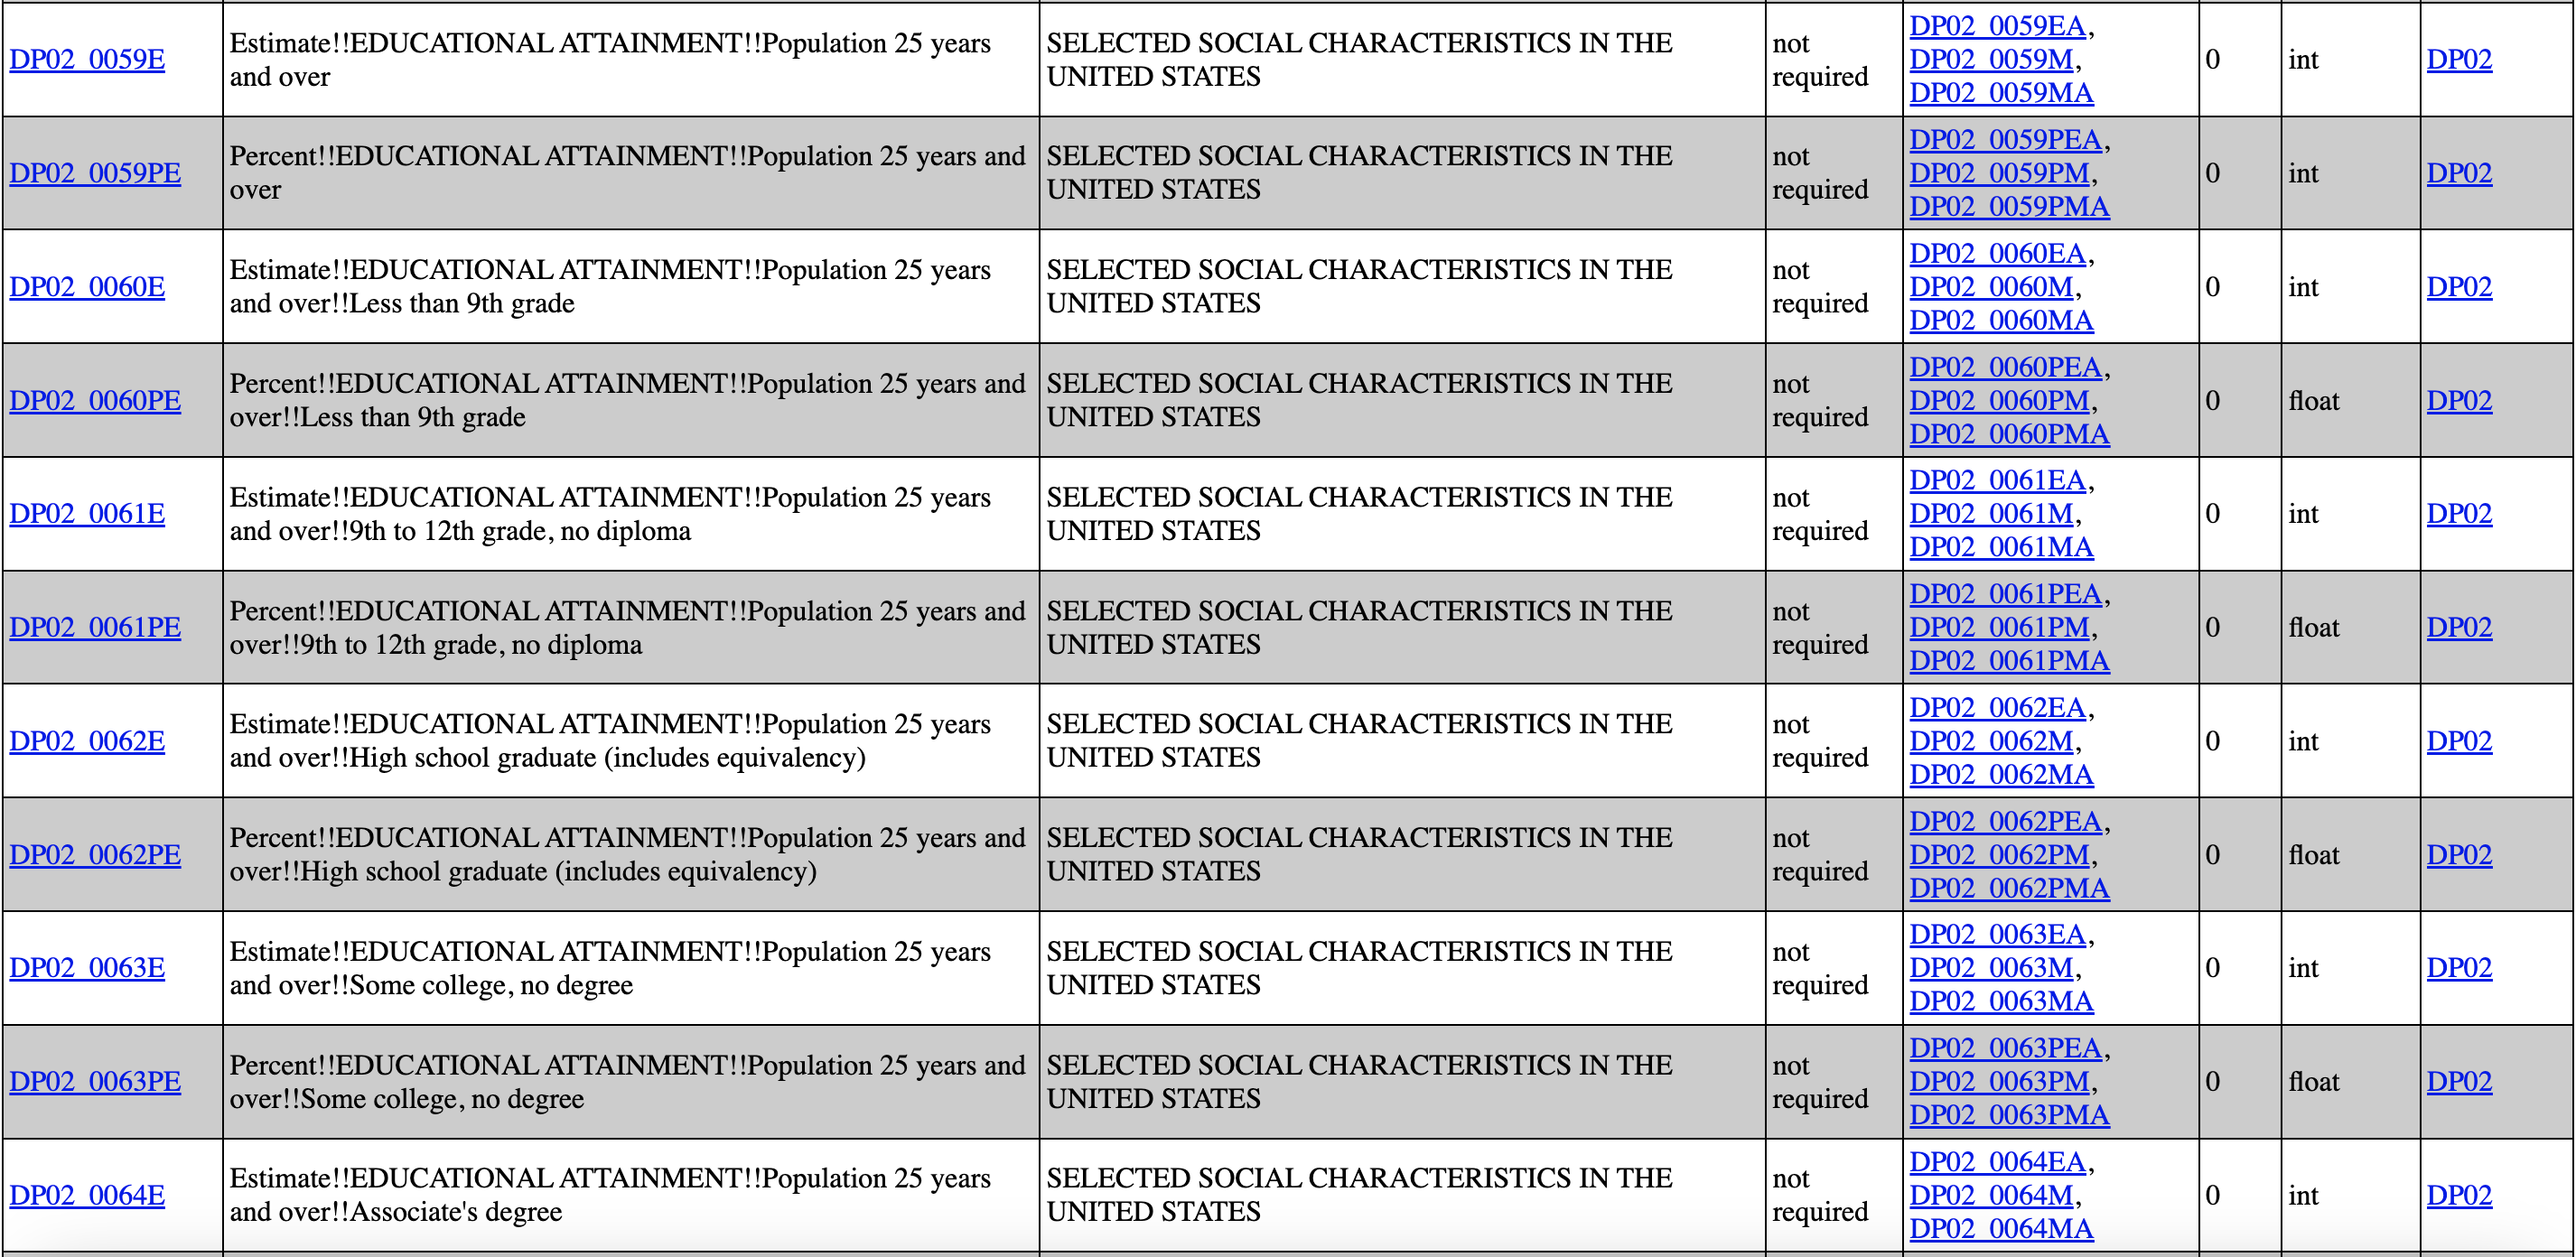 DP02_0059E
Estimate!!EDUCATIONAL ATTAINMENT!!Population 25 years
and over
SELECTED SOCIAL CHARACTERISTICS IN THE
UNITED STATES
not
required
DP02_0059EA,
DP02_0059M,
DP02_0059MA
0
int
DP02
DP02_0059PE
Percent!!EDUCATIONAL ATTAINMENT!!Population 25 years and
over
SELECTED SOCIAL CHARACTERISTICS IN THE
UNITED STATES
not
required
DP02_0059PEA,
DP02_0059PM,
DP02_0059PMA
0
int
DP02
DP02_0060E
Estimate!!EDUCATIONAL ATTAINMENT!!Population 25 years
and over!!Less than 9th grade
SELECTED SOCIAL CHARACTERISTICS IN THE
UNITED STATES
not
required
DP02_0060EA,
DP02_0060M,
DP02_0060MA
0
int
DP02
DP02_0060PE
Percent!!EDUCATIONAL ATTAINMENT!!Population 25 years and
over!!Less than 9th grade
SELECTED SOCIAL CHARACTERISTICS IN THE
UNITED STATES
not
required
DP02_0060PEA,
DP02_0060PM,
DP02_0060PMA
0
float
DP02
DP02_0061E
Estimate!!EDUCATIONAL ATTAINMENT!!Population 25 years
and over!!9th to 12th grade, no diploma
SELECTED SOCIAL CHARACTERISTICS IN THE
UNITED STATES
not
required
DP02_0061EA,
DP02_0061M,
DP02_0061MA
0
int
DP02
DP02_0061PE
Percent!!EDUCATIONAL ATTAINMENT!!Population 25 years and
over!!9th to 12th grade, no diploma
SELECTED SOCIAL CHARACTERISTICS IN THE
UNITED STATES
not
required
DP02_0061PEA,
DP02_0061PM,
DP02_0061PMA
0
float
DP02
DP02_0062E
Estimate!!EDUCATIONAL ATTAINMENT!!Population 25 years
and over!!High school graduate (includes equivalency)
SELECTED SOCIAL CHARACTERISTICS IN THE
UNITED STATES
not
required
DP02_0062EA,
DP02_0062M,
DP02_0062MA
0
int
DP02
DP02_0062PE
Percent!!EDUCATIONAL ATTAINMENT!!Population 25 years and
over!!High school graduate (includes equivalency)
SELECTED SOCIAL CHARACTERISTICS IN THE
UNITED STATES
not
required
DP02_0062PEA,
DP02_0062PM,
DP02_0062PMA
0
float
DP02
DP02_0063E
Estimate!!EDUCATIONAL ATTAINMENT!!Population 25 years
and over!!Some college, no degree
SELECTED SOCIAL CHARACTERISTICS IN THE
UNITED STATES
not
required
DP02_0063EA,
DP02_0063M,
DP02_0063MA
0
int
DP02
DP02_0063PE
Percent!!EDUCATIONAL ATTAINMENT!!Population 25 years and
over!!Some college, no degree
SELECTED SOCIAL CHARACTERISTICS IN THE
UNITED STATES
not
required
DP02_0063PEA,
DP02_0063PM,
DP02_0063PMA
0
float
DP02
DP02_0064E
Estimate!!EDUCATIONAL ATTAINMENT!!Population 25 years
and over!!Associate's degree
SELECTED SOCIAL CHARACTERISTICS IN THE
UNITED STATES
not
required
DP02_0064EA,
DP02_0064M,
DP02_0064MA
0
int
DP02